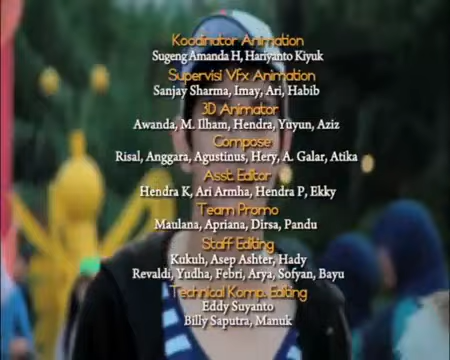 Koodinator Animation
Sugeng Amanda H, Hariyanto Kiyuk
Supervisi VFx Animation
Sanjay Sharma, Imay, Ari, Habib
3D Animator
Awanda, M. Ilham, Hendra, Yuyun, Aziz
Compose
Risal, Anggara, Agustinus, Hery, A. Galar, Atika
Asst. Editor
Hendra K, Ari Armha, Hendra P, Ekky
Team Promo
Maulana, Apriana, Dirsa, Pandu
Staff Editing
Kukuh, Asep Ashter, Hady
Revaldi, Yudha, Febri, Arya, Sofyan, Bayu
Technical Komp. Editing
Eddy Suyanto
Billy Saputra, Manuk